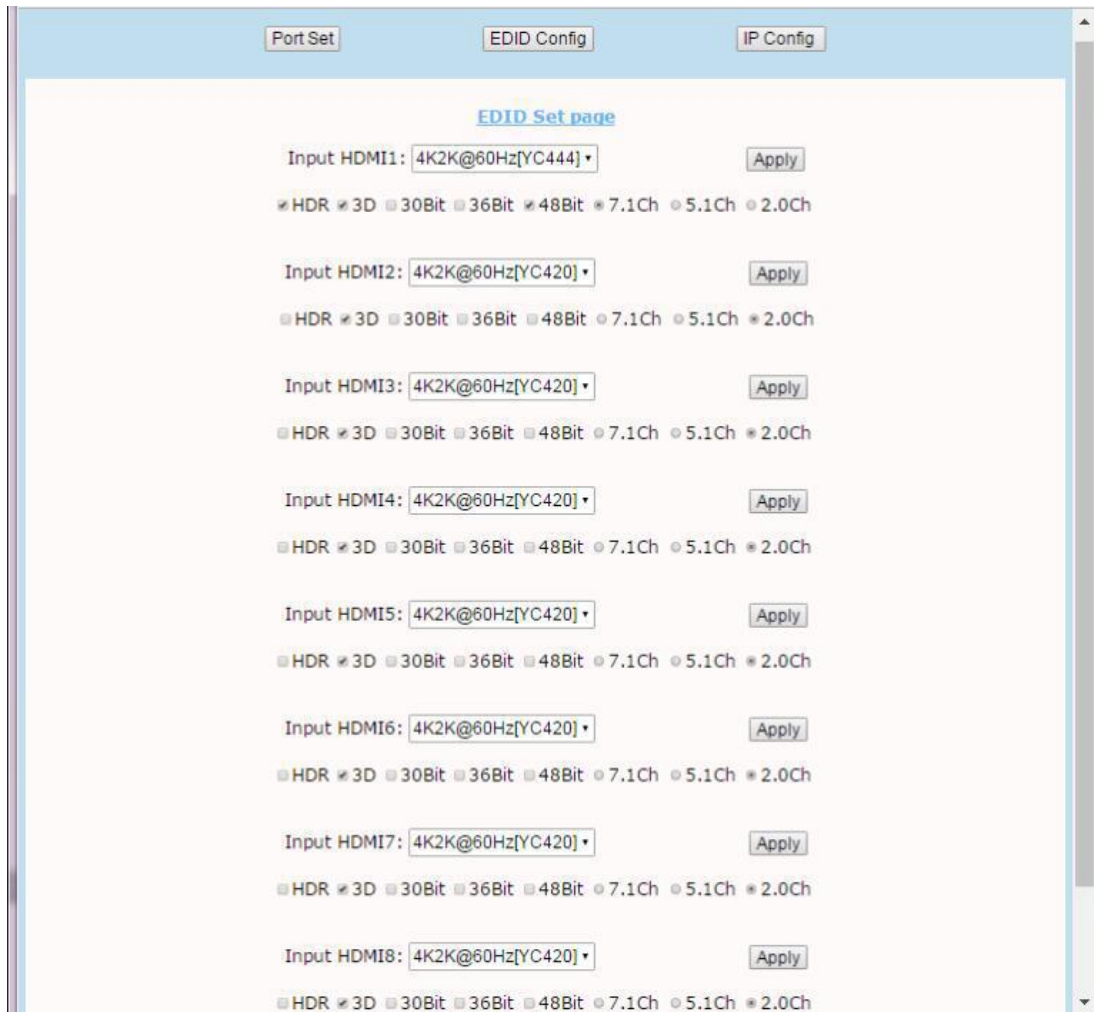 Port Set EDID Config IP Config
EDID Set page
Input HDMI1: 4K2K@60Hz[YC444] Apply
HDR 3D 30Bit 36Bit 48Bit 7.1Ch 5.1Ch 2.0Ch
Input HDMI2: 4K2K@60Hz[YC420] Apply
HDR 3D 30Bit 36Bit 48Bit 7.1Ch 5.1Ch 2.0Ch
Input HDMI3: 4K2K@60Hz[YC420] Apply
HDR 3D 30Bit 36Bit 48Bit 7.1Ch 5.1Ch 2.0Ch
Input HDMI4: 4K2K@60Hz[YC420] Apply
HDR 3D 30Bit 36Bit 48Bit 7.1Ch 5.1Ch 2.0Ch
Input HDMI5: 4K2K@60Hz[YC420] Apply
HDR 3D 30Bit 36Bit 48Bit 7.1Ch 5.1Ch 2.0Ch
Input HDMI6: 4K2K@60Hz[YC420] Apply
HDR 3D 30Bit 36Bit 48Bit 7.1Ch 5.1Ch 2.0Ch
Input HDMI7: 4K2K@60Hz[YC420] Apply
HDR 3D 30Bit 36Bit 48Bit 7.1Ch 5.1Ch 2.0Ch
Input HDMI8: 4K2K@60Hz[YC420] Apply
HDR 3D 30Bit 36Bit 48Bit 7.1Ch 5.1Ch 2.0Ch